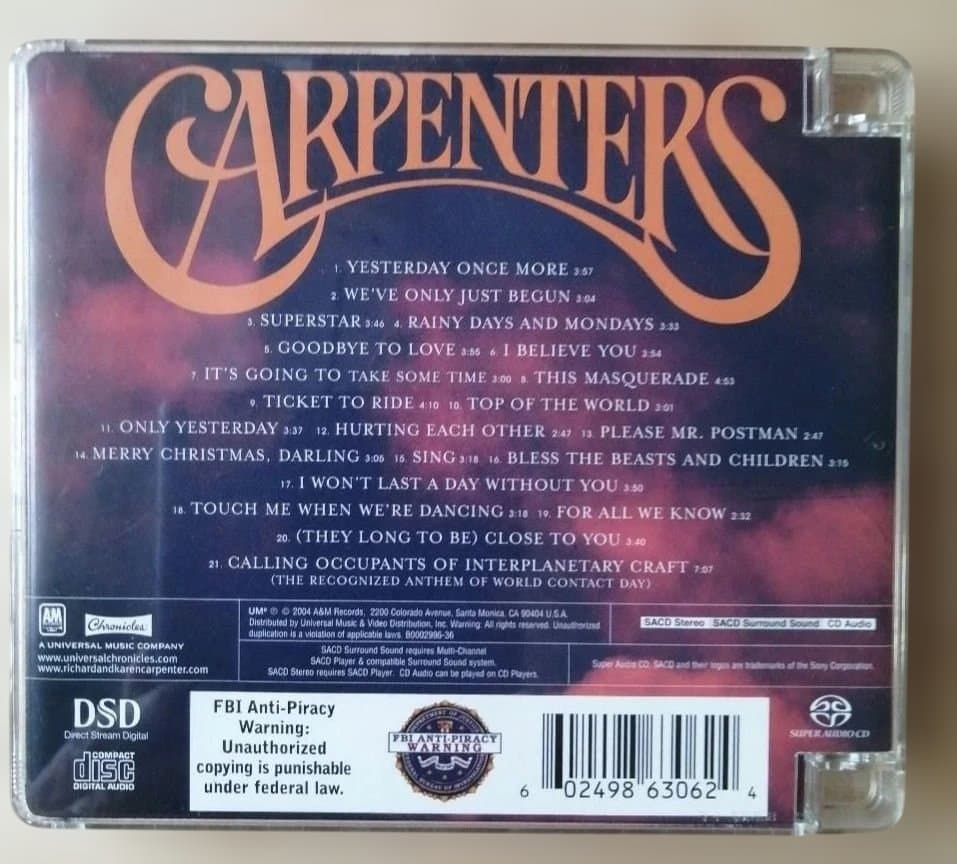 CARPENTERS
1. YESTERDAY ONCE MORE 3:57
2. WE'VE ONLY JUST BEGUN 3:04
3. SUPERSTAR 3:46 4. RAINY DAYS AND MONDAYS 3:33
5. GOODBYE TO LOVE 3:55 6. I BELIEVE YOU 3:54
7. IT'S GOING TO TAKE SOME TIME 3:00 8. THIS MASQUERADE 4:53
9. TICKET TO RIDE 4:10 10. TOP OF THE WORLD 3:01
11. ONLY YESTERDAY 3:37 12. HURTING EACH OTHER 2:47 13. PLEASE MR. POSTMAN 2:47
14. MERRY CHRISTMAS, DARLING 3:05 15. SING 3:18 16. BLESS THE BEASTS AND CHILDREN 3:15
17. I WON'T LAST A DAY WITHOUT YOU 3:50
18. TOUCH ME WHEN WE'RE DANCING 3:18 19. FOR ALL WE KNOW 2:32
20. (THEY LONG TO BE) CLOSE TO YOU 3:40
21. CALLING OCCUPANTS OF INTERPLANETARY CRAFT 7:07
(THE RECOGNIZED ANTHEM OF WORLD CONTACT DAY)
AM RECORDS
Chronicles
A UNIVERSAL MUSIC COMPANY
www.universalchronicles.com
www.richardandkarencarpenter.com
UM® ℗ © 2004 A&M Records, 2200 Colorado Avenue, Santa Monica, CA 90404 U.S.A.
Distributed by Universal Music & Video Distribution, Inc. Warning: All rights reserved. Unauthorized
duplication is a violation of applicable laws. B0002996-36
SACD Stereo SACD Surround Sound CD Audio
SACD Surround Sound requires Multi-Channel
SACD Player & compatible Surround Sound system.
SACD Stereo requires SACD Player. CD Audio can be played on CD Players.
Super Audio CD, SACD and their logos are trademarks of the Sony Corporation.
DSD
Direct Stream Digital
COMPACT
disc
DIGITAL AUDIO
FBI Anti-Piracy
Warning:
Unauthorized
copying is punishable
under federal law.
FBI ANTI-PIRACY
WARNING
6 02498 63062 4
SUPER AUDIO CD